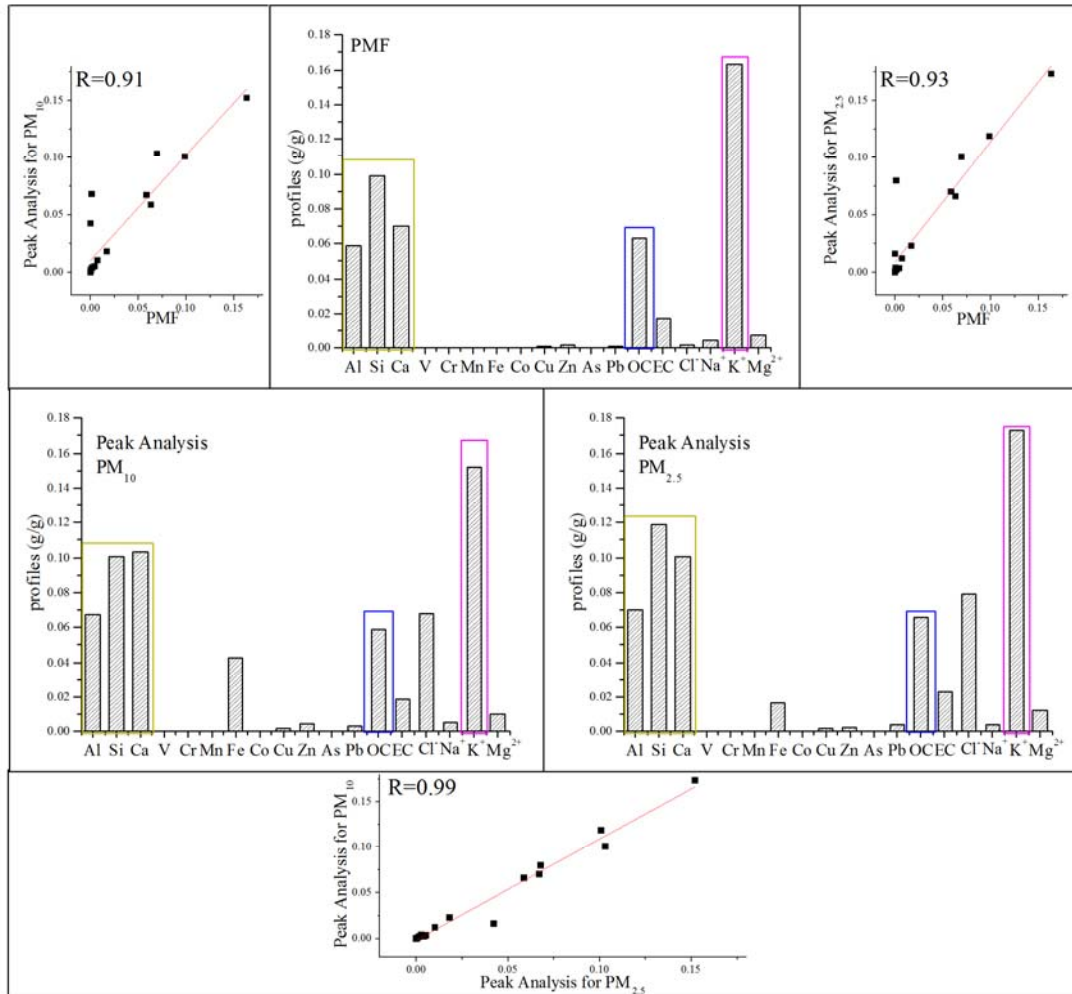 R=0.91
0.15
0.10
0.05
0.00
Peak Analysis for PM10
0.00 0.05 0.10 0.15
PMF
PMF
0.18
0.16
0.14
0.12
0.10
0.08
0.06
0.04
0.02
0.00
profiles (g/g)
Al Si Ca V Cr Mn Fe Co Cu Zn As Pb OC EC Cl- Na+ K+ Mg2+
R=0.93
0.15
0.10
0.05
0.00
Peak Analysis for PM2.5
0.00 0.05 0.10 0.15
PMF
Peak Analysis
PM10
0.18
0.16
0.14
0.12
0.10
0.08
0.06
0.04
0.02
0.00
profiles (g/g)
Al Si Ca V Cr Mn Fe Co Cu Zn As Pb OC EC Cl- Na+ K+ Mg2+
Peak Analysis
PM2.5
0.18
0.16
0.14
0.12
0.10
0.08
0.06
0.04
0.02
0.00
profiles (g/g)
Al Si Ca V Cr Mn Fe Co Cu Zn As Pb OC EC Cl- Na+ K+ Mg2+
R=0.99
0.15
0.10
0.05
0.00
Peak Analysis for PM10
0.00 0.05 0.10 0.15
Peak Analysis for PM2.5